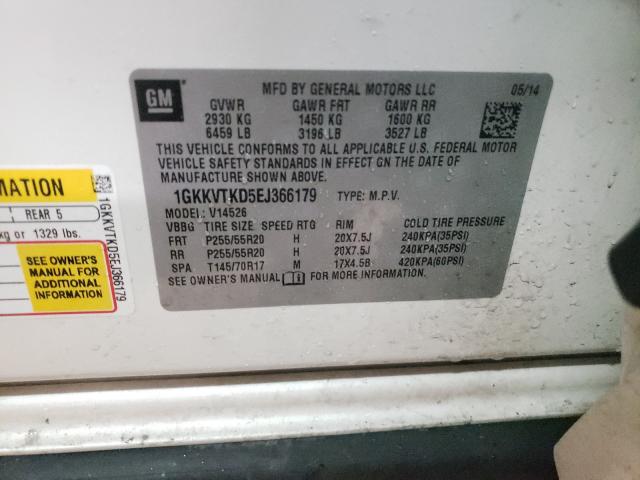 GM
MFD BY GENERAL MOTORS LLC 05/14
GVWR GAWR FRT GAWR RR
2930 KG 1450 KG 1600 KG
6459 LB 3196 LB 3527 LB
THIS VEHICLE CONFORMS TO ALL APPLICABLE U.S. FEDERAL MOTOR
VEHICLE SAFETY STANDARDS IN EFFECT ON THE DATE OF
MANUFACTURE SHOWN ABOVE.
1GKKVTKD5EJ366179 TYPE: M.P.V.
MODEL: V14526
VBBG TIRE SIZE SPEED RTG RIM COLD TIRE PRESSURE
FRT P255/55R20 H 20X7.5J 240KPA(35PSI)
RR P255/55R20 H 20X7.5J 240KPA(35PSI)
SPA T145/70R17 M 17X4.5B 420KPA(60PSI)
SEE OWNER'S MANUAL FOR MORE INFORMATION.
MATION
REAR 5
kg or 1329 lbs.
SEE OWNER'S
MANUAL FOR
ADDITIONAL
INFORMATION
1GKKVTKD5EJ366179